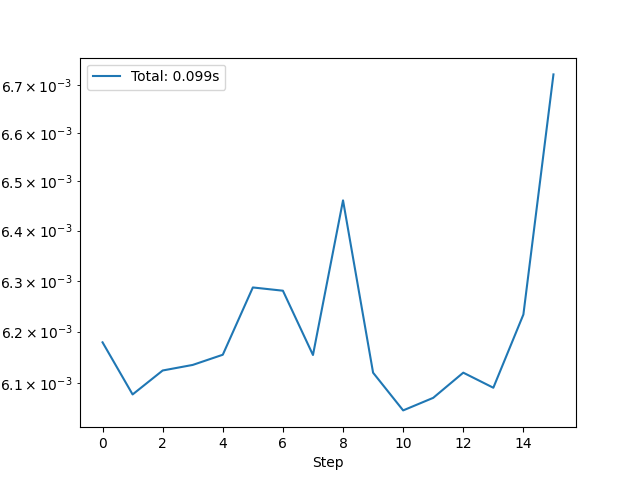 Total: 0.099s
6.7 × 10⁻³
6.6 × 10⁻³
6.5 × 10⁻³
6.4 × 10⁻³
6.3 × 10⁻³
6.2 × 10⁻³
6.1 × 10⁻³
0 2 4 6 8 10 12 14
Step